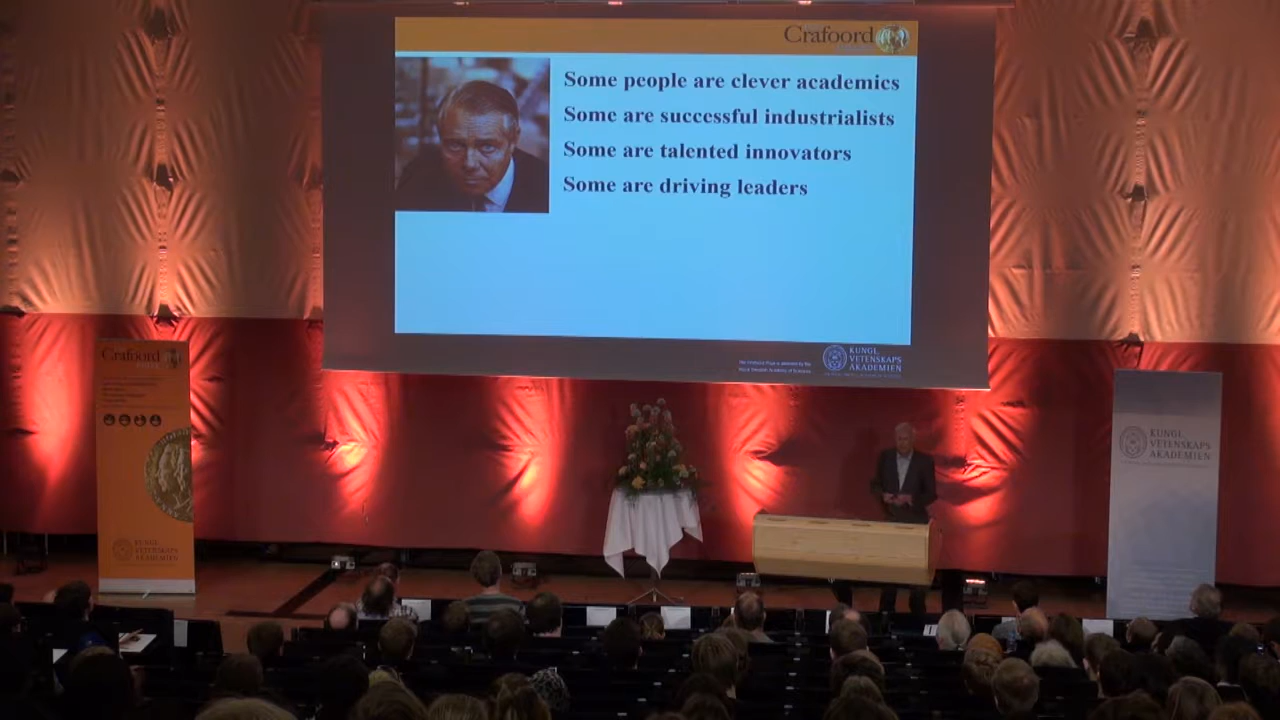 Crafoord
Some people are clever academics
Some are successful industrialists
Some are talented innovators
Some are driving leaders
KUNGL.
VETENSKAPS
AKADEMIEN
Crafoord
KUNGL.
VETENSKAPS
AKADEMIEN
KUNGL.
VETENSKAPS
AKADEMIEN